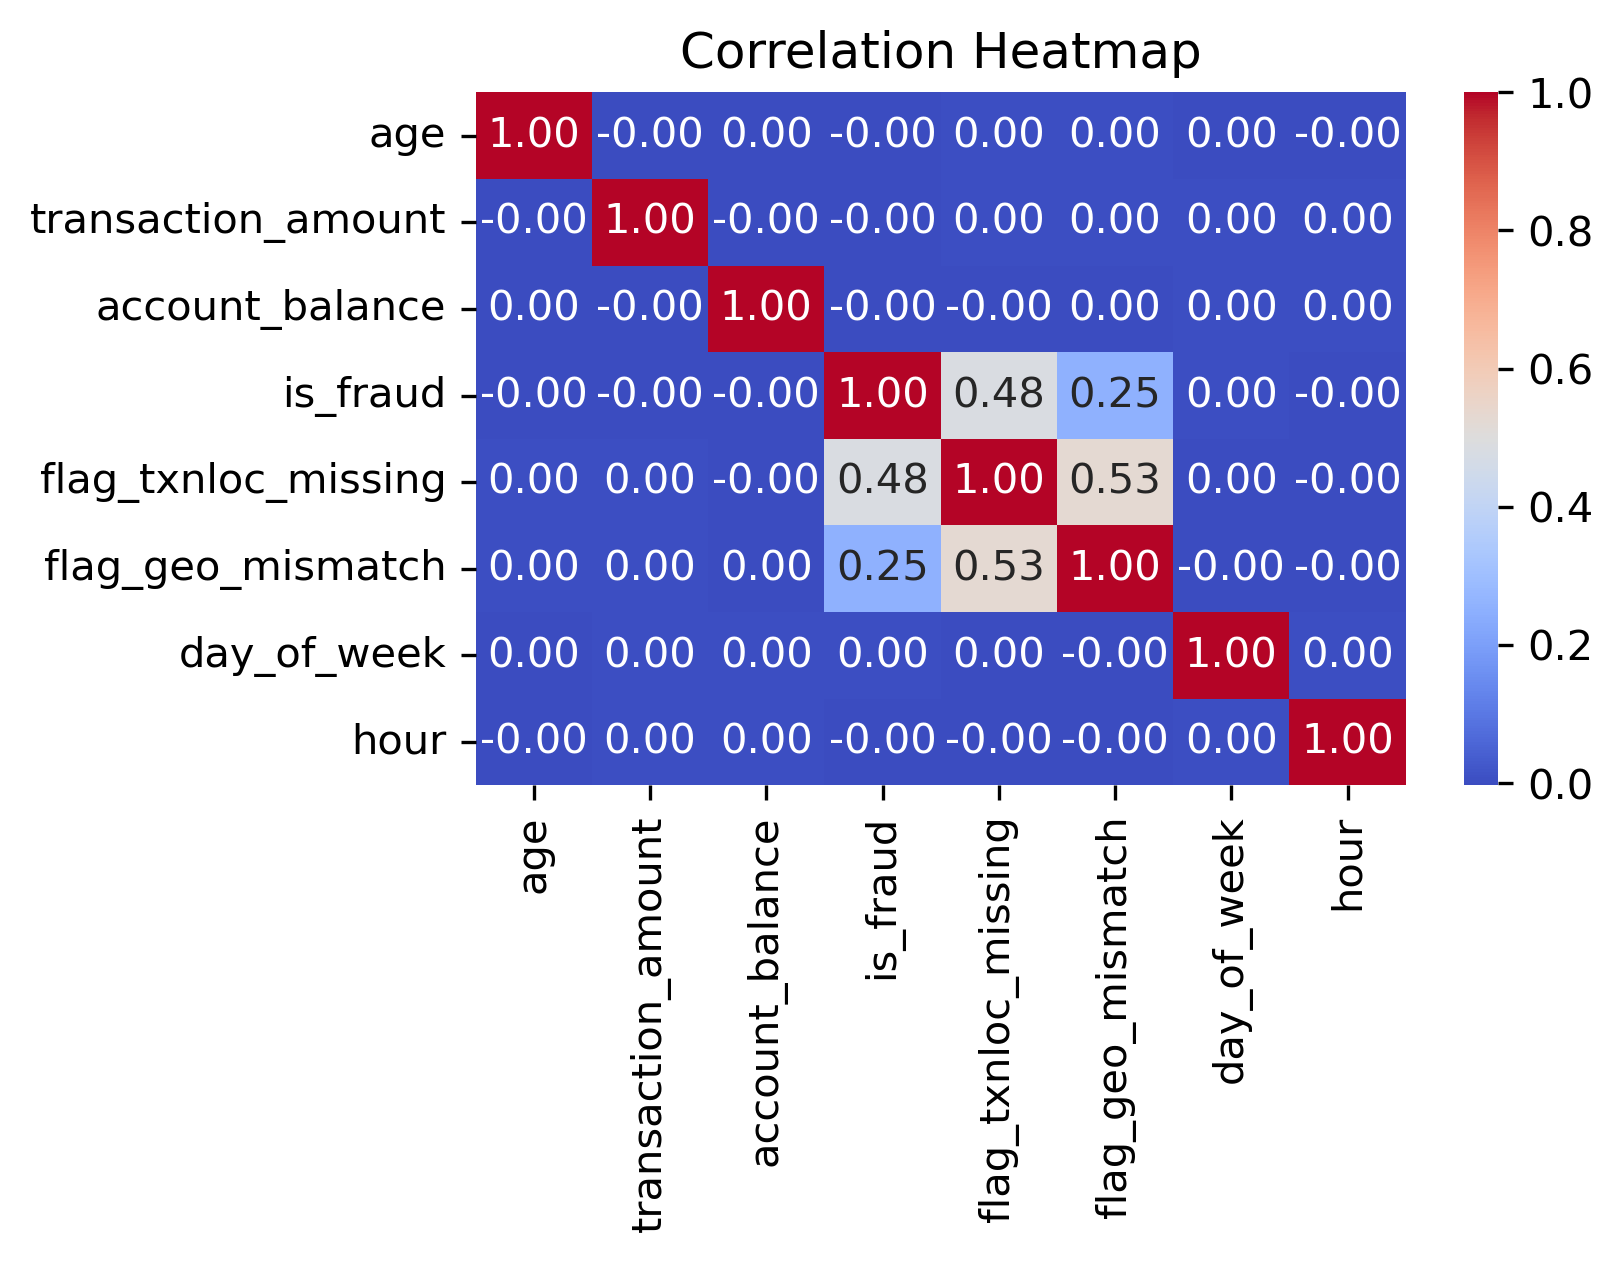 Correlation Heatmap
age 1.00 -0.00 0.00 -0.00 0.00 0.00 0.00 -0.00
transaction_amount -0.00 1.00 -0.00 -0.00 0.00 0.00 0.00 0.00
account_balance 0.00 -0.00 1.00 -0.00 -0.00 0.00 0.00 0.00
is_fraud -0.00 -0.00 -0.00 1.00 0.48 0.25 0.00 -0.00
flag_txnloc_missing 0.00 0.00 -0.00 0.48 1.00 0.53 0.00 -0.00
flag_geo_mismatch 0.00 0.00 0.00 0.25 0.53 1.00 -0.00 -0.00
day_of_week 0.00 0.00 0.00 0.00 0.00 -0.00 1.00 0.00
hour -0.00 0.00 0.00 -0.00 -0.00 -0.00 0.00 1.00
age
transaction_amount
account_balance
is_fraud
flag_txnloc_missing
flag_geo_mismatch
day_of_week
hour
1.0
0.8
0.6
0.4
0.2
0.0